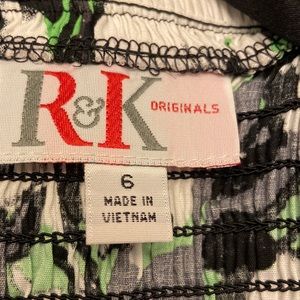 R&K ORIGINALS
6
MADE IN
VIETNAM